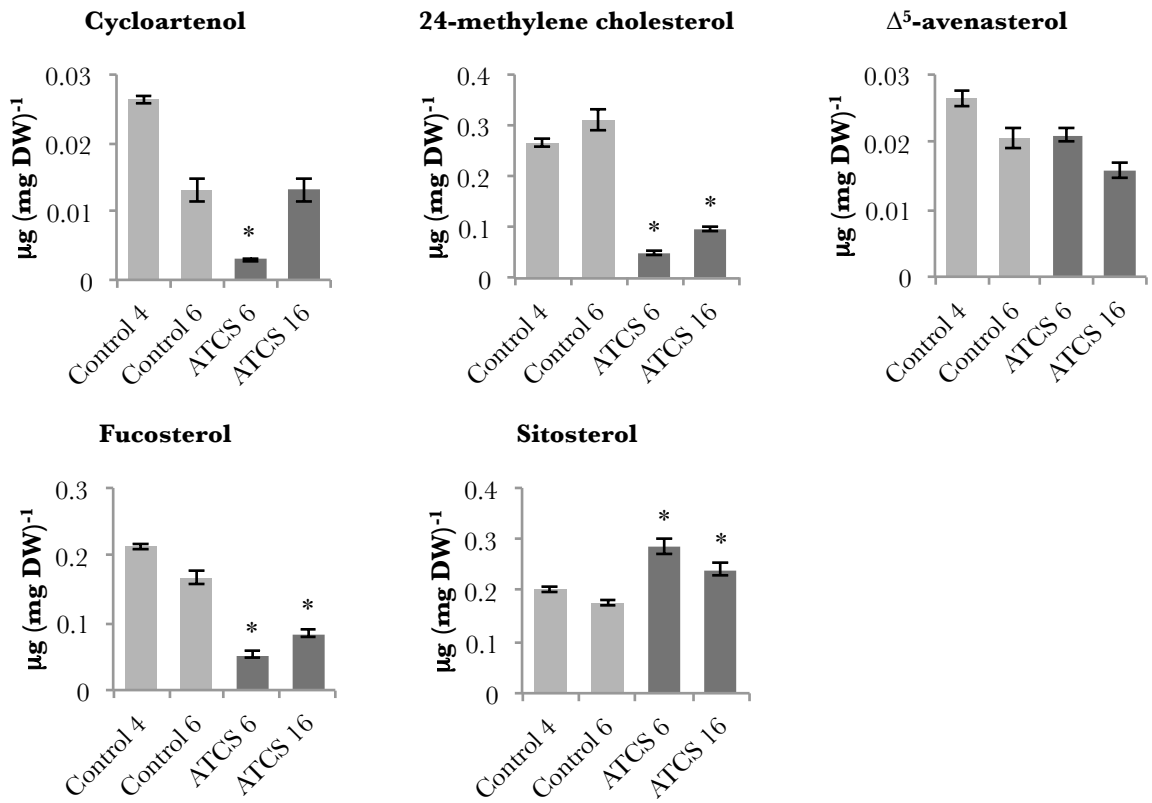 Cycloartenol
µg (mg DW)⁻¹
0.03
0.02
0.01
0
*
Control 4
Control 6
ATCS 6
ATCS 16
24-methylene cholesterol
µg (mg DW)⁻¹
0.4
0.3
0.2
0.1
0
*
*
Control 4
Control 6
ATCS 6
ATCS 16
Δ⁵-avenasterol
µg (mg DW)⁻¹
0.03
0.02
0.01
0
Control 4
Control 6
ATCS 6
ATCS 16
Fucosterol
µg (mg DW)⁻¹
0.3
0.2
0.1
0
*
*
Control 4
Control 6
ATCS 6
ATCS 16
Sitosterol
µg (mg DW)⁻¹
0.4
0.3
0.2
0.1
0
*
*
Control 4
Control 6
ATCS 6
ATCS 16